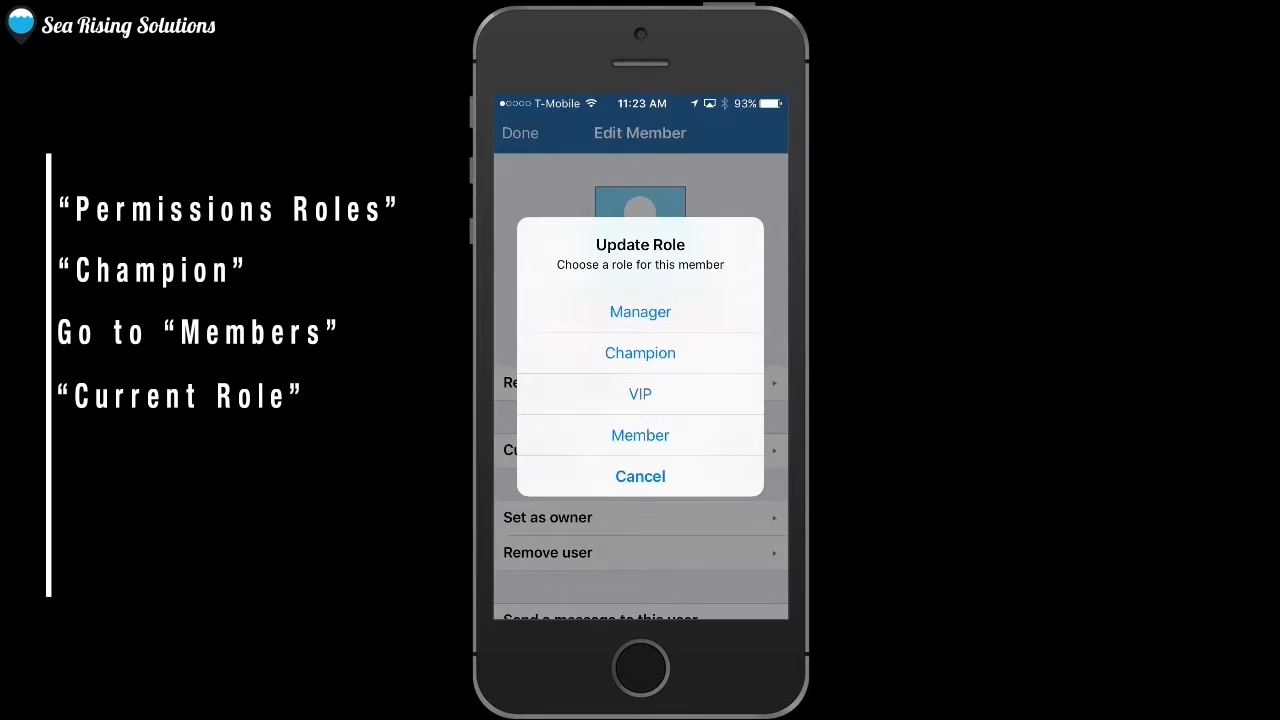 Sea Rising Solutions
“Permissions Roles”
“Champion”
Go to “Members”
“Current Role”
T-Mobile 11:23 AM 93%
Done Edit Member
Update Role
Choose a role for this member
Manager
Champion
VIP
Member
Cancel
Re
Cu
Set as owner
Remove user
Send a message to this user